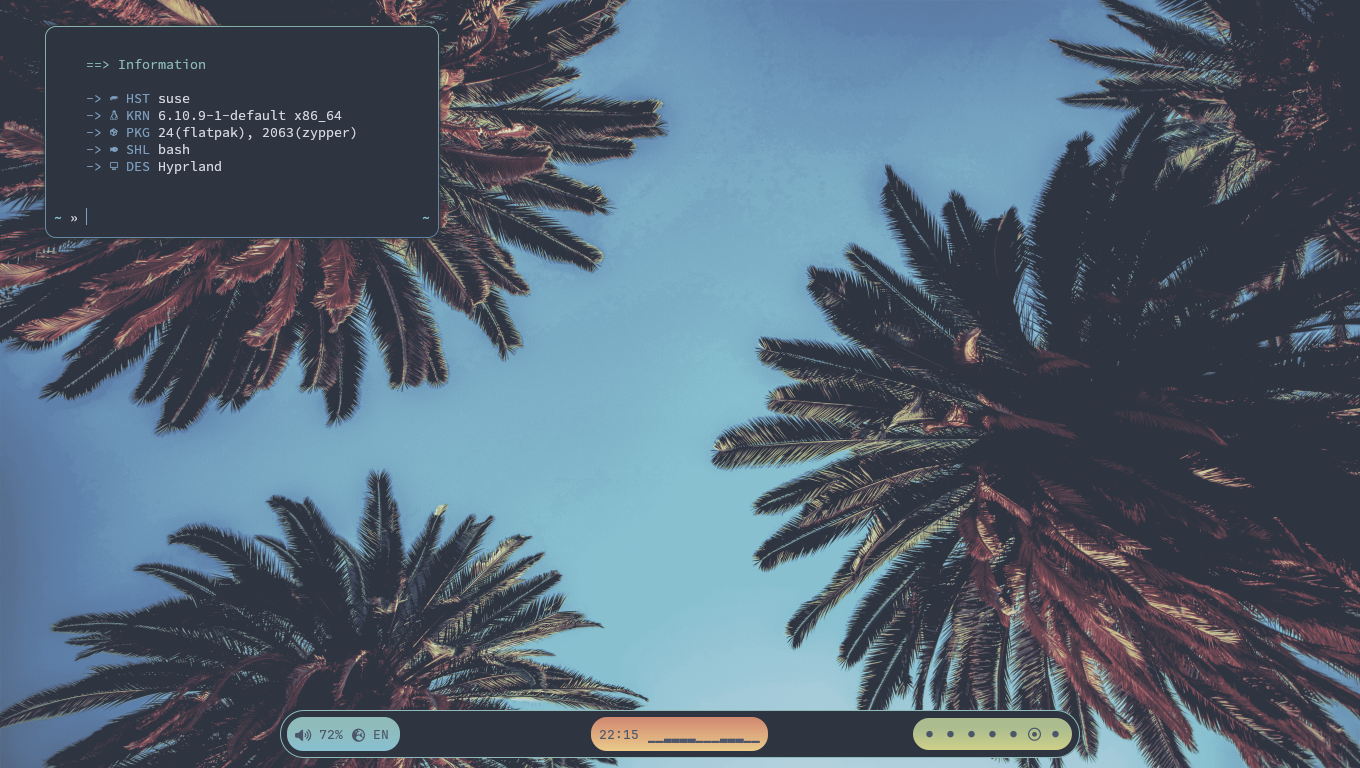 ==> Information
-> HST suse
-> KRN 6.10.9-1-default x86_64
-> PKG 24(flatpak), 2063(zypper)
-> SHL bash
-> DES Hyprland
~ » ~
72% EN
22:15